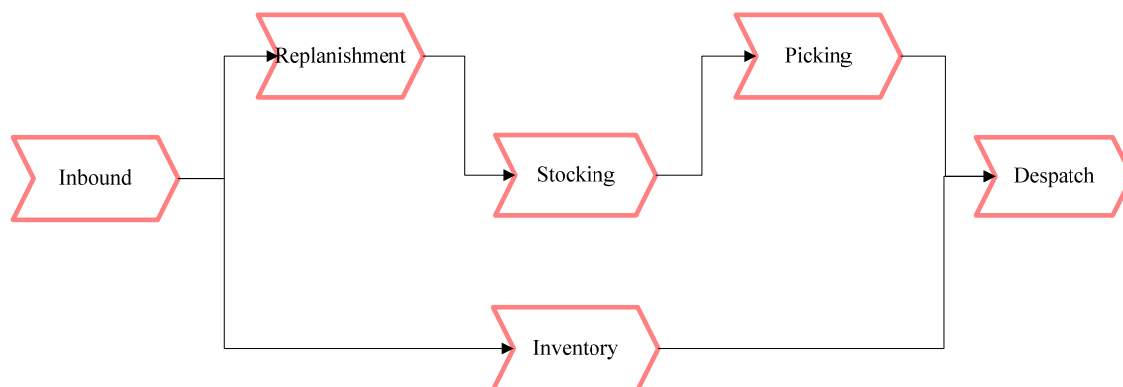 Replanishment
Picking
Inbound
Stocking
Despatch
Inventory